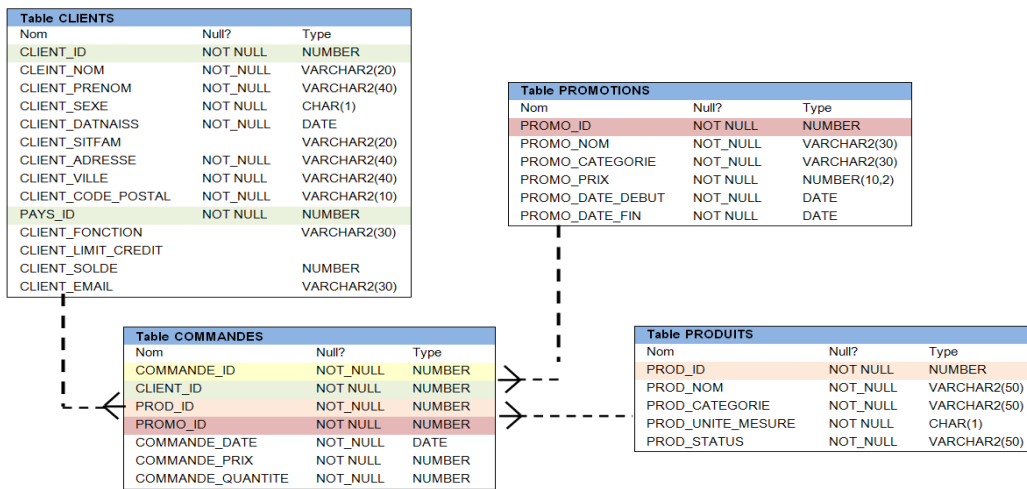 Table CLIENTS
Nom Null? Type
CLIENT_ID NOT NULL NUMBER
CLEINT_NOM NOT_NULL VARCHAR2(20)
CLIENT_PRENOM NOT_NULL VARCHAR2(40)
CLIENT_SEXE NOT NULL CHAR(1)
CLIENT_DATNAISS NOT_NULL DATE
CLIENT_SITFAM VARCHAR2(20)
CLIENT_ADRESSE NOT_NULL VARCHAR2(40)
CLIENT_VILLE NOT_NULL VARCHAR2(40)
CLIENT_CODE_POSTAL NOT_NULL VARCHAR2(10)
PAYS_ID NOT NULL NUMBER
CLIENT_FONCTION VARCHAR2(30)
CLIENT_LIMIT_CREDIT
CLIENT_SOLDE NUMBER
CLIENT_EMAIL VARCHAR2(30)
Table PROMOTIONS
Nom Null? Type
PROMO_ID NOT NULL NUMBER
PROMO_NOM NOT_NULL VARCHAR2(30)
PROMO_CATEGORIE NOT_NULL VARCHAR2(30)
PROMO_PRIX NOT NULL NUMBER(10,2)
PROMO_DATE_DEBUT NOT_NULL DATE
PROMO_DATE_FIN NOT NULL DATE
Table COMMANDES
Nom Null? Type
COMMANDE_ID NOT_NULL NUMBER
CLIENT_ID NOT NULL NUMBER
PROD_ID NOT_NULL NUMBER
PROMO_ID NOT_NULL NUMBER
COMMANDE_DATE NOT_NULL DATE
COMMANDE_PRIX NOT NULL NUMBER
COMMANDE_QUANTITE NOT_NULL NUMBER
Table PRODUITS
Nom Null? Type
PROD_ID NOT NULL NUMBER
PROD_NOM NOT_NULL VARCHAR2(50)
PROD_CATEGORIE NOT_NULL VARCHAR2(50)
PROD_UNITE_MESURE NOT NULL CHAR(1)
PROD_STATUS NOT_NULL VARCHAR2(50)